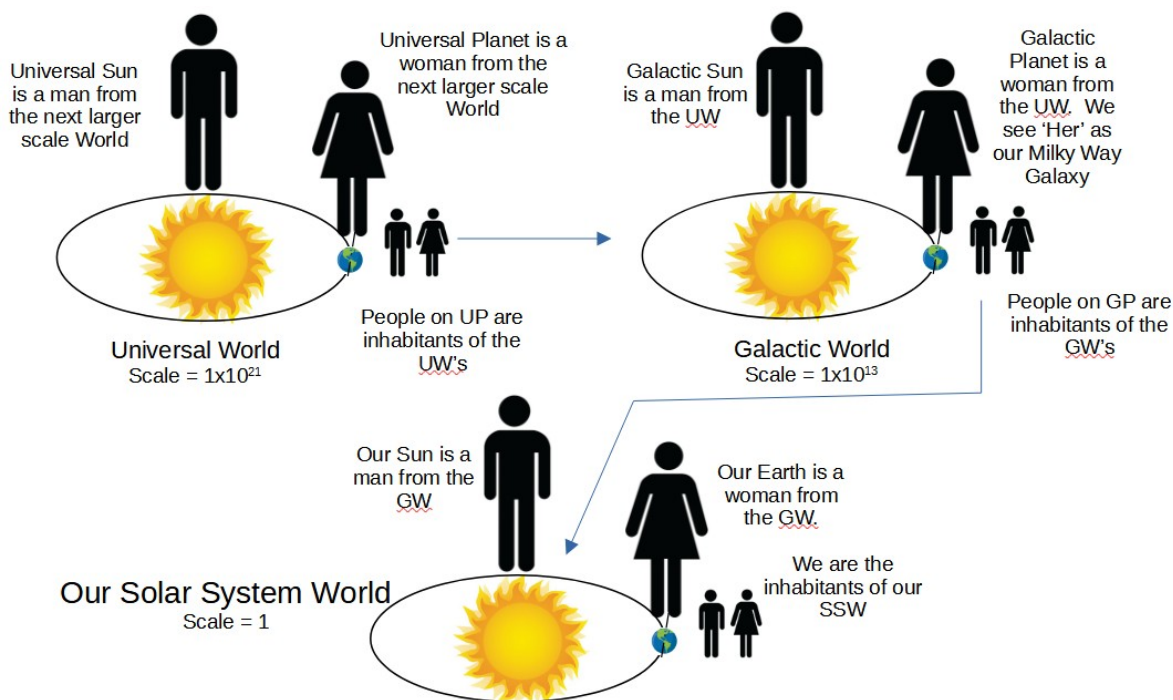 Universal Sun
is a man from
the next larger
scale World
Universal Planet is a
woman from the
next larger scale
World
People on UP are
inhabitants of the
UW's
Universal World
Scale = 1x10²¹
Galactic Sun
is a man from
the UW
Galactic
Planet is a
woman from
the UW.  We
see ‘Her’ as
our Milky Way
Galaxy
People on GP are
inhabitants of the
GW's
Galactic World
Scale = 1x10¹³
Our Sun is a
man from the
GW
Our Earth is a
woman from
the GW.
We are the
inhabitants of our
SSW
Our Solar System World
Scale = 1